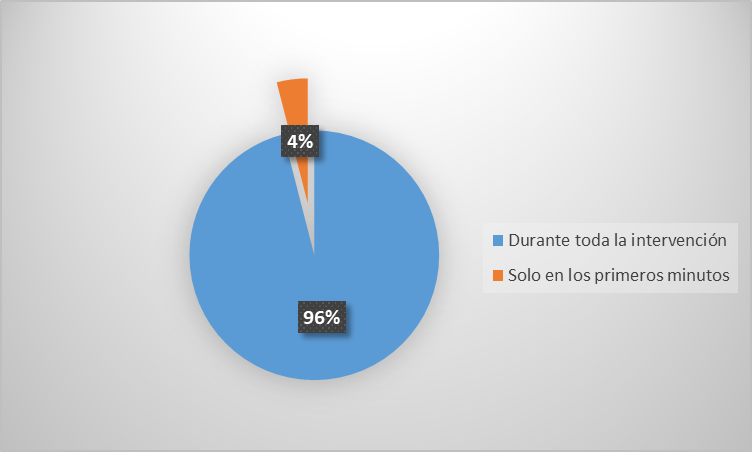 4%
96%
Durante toda la intervención
Solo en los primeros minutos